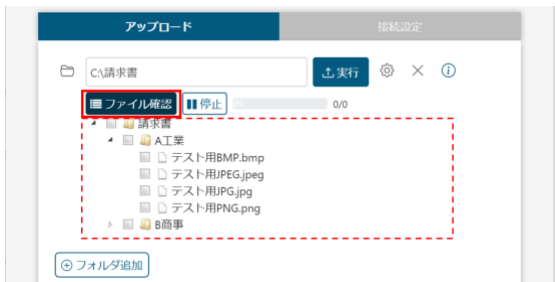 アップロード
接続設定
C:\請求書
実行
ファイル確認
停止
0%
0/0
請求書
A工業
テスト用BMP.bmp
テスト用JPEG.jpeg
テスト用JPG.jpg
テスト用PNG.png
B商事
フォルダ追加